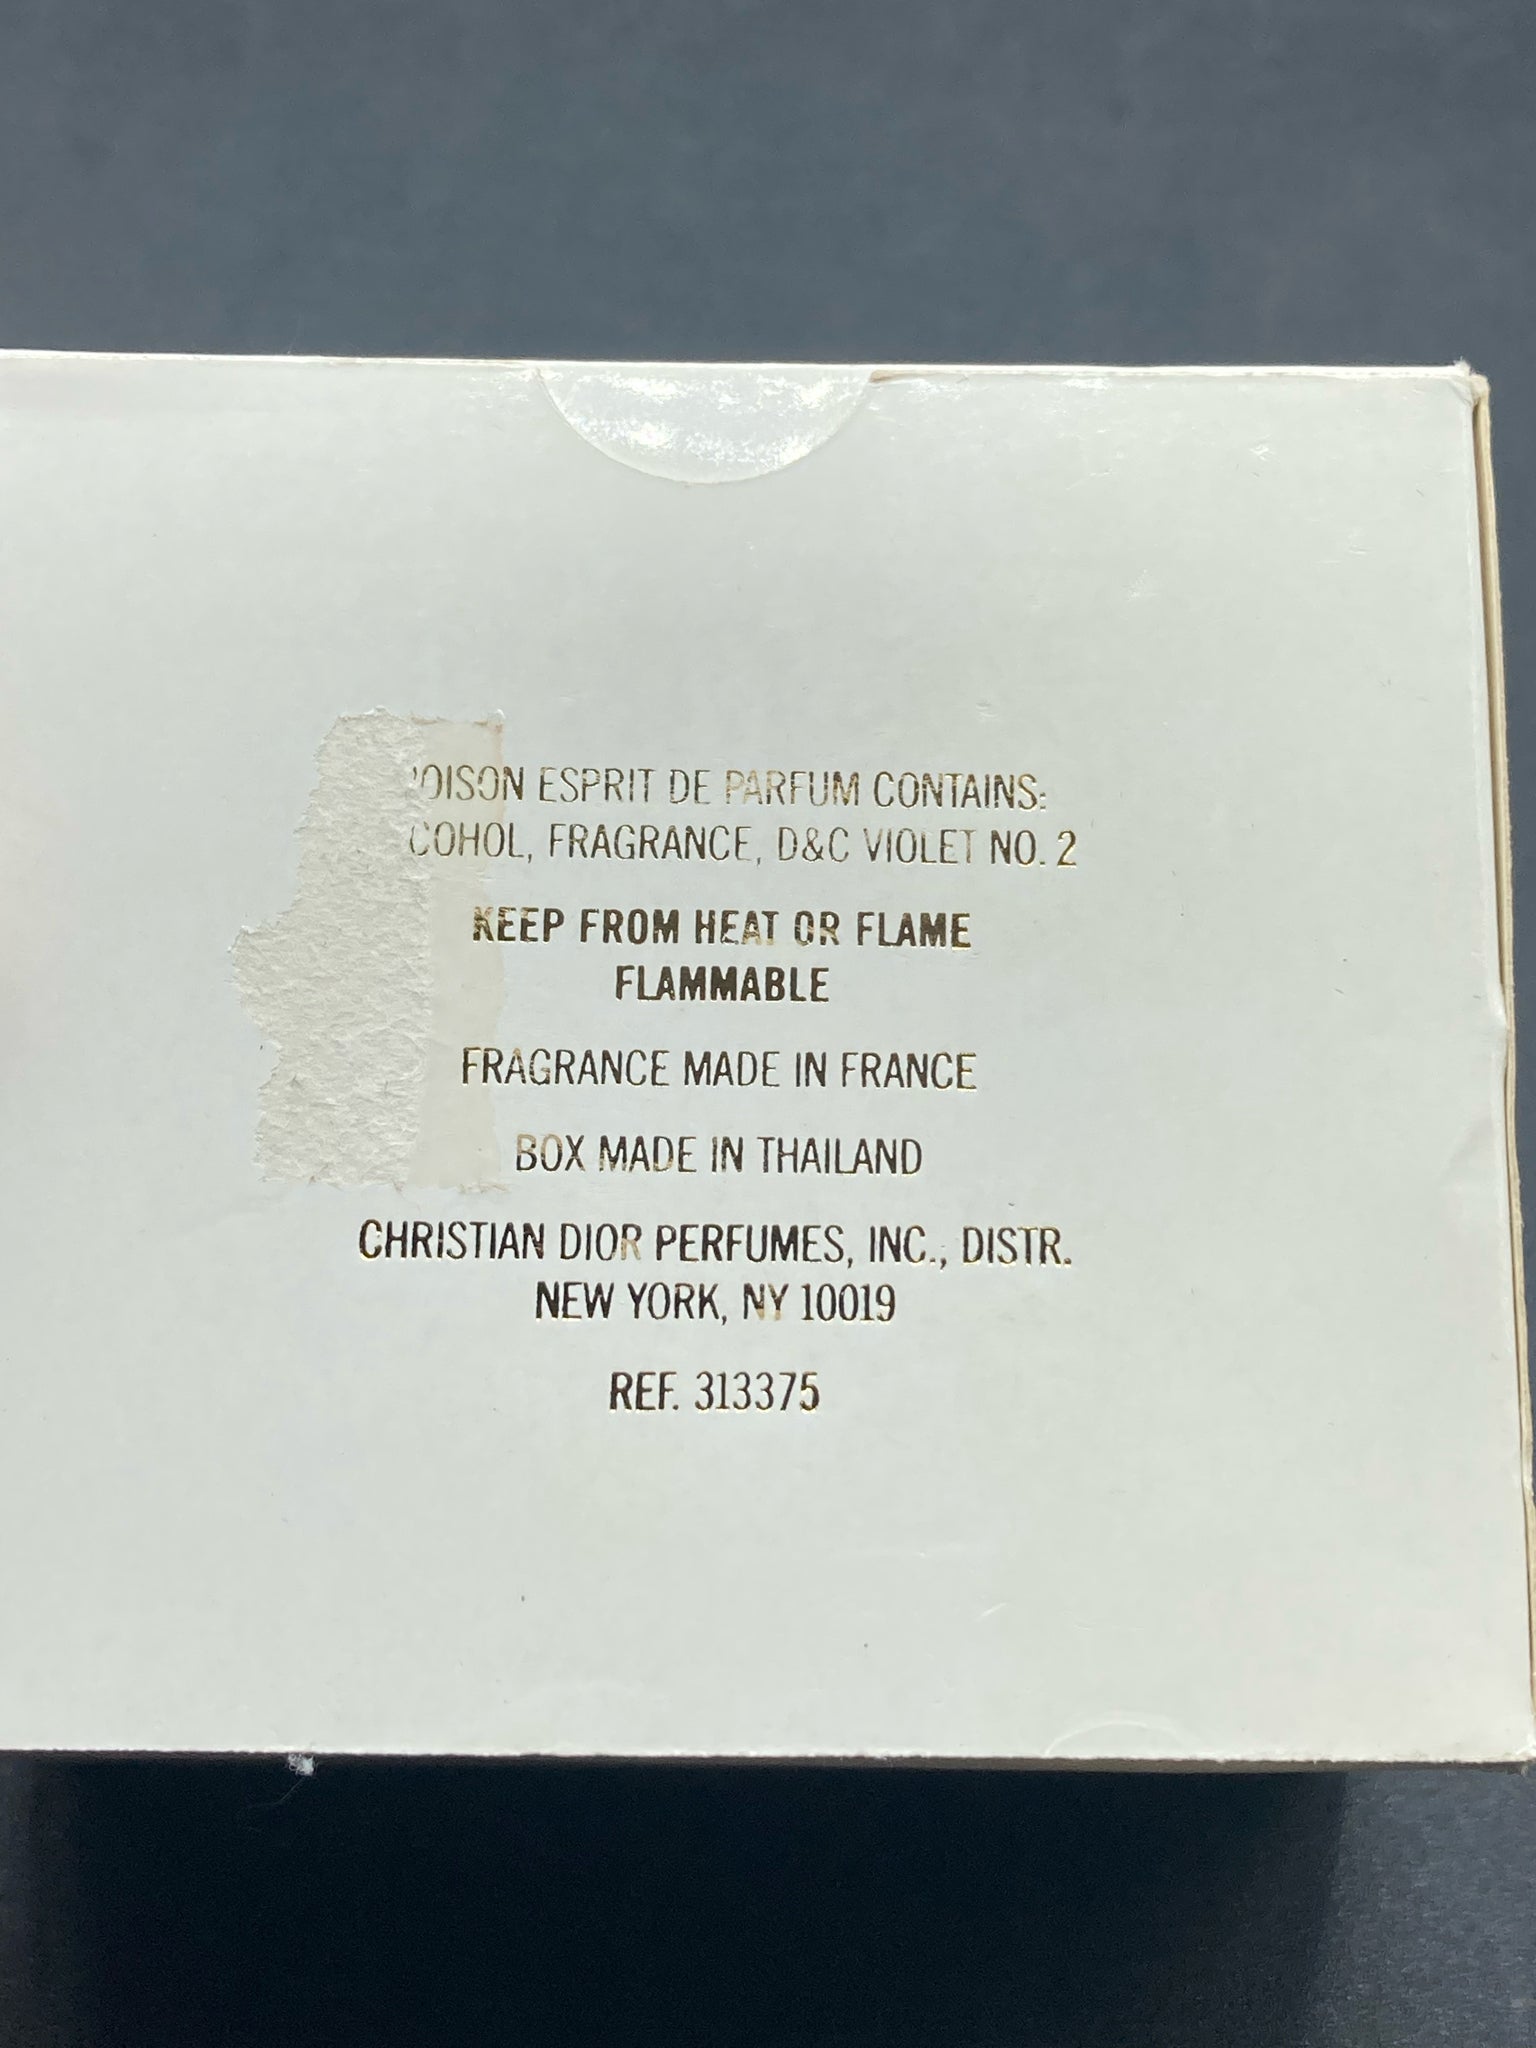 POISON ESPRIT DE PARFUM CONTAINS:
COHOL, FRAGRANCE, D&C VIOLET NO. 2
KEEP FROM HEAT OR FLAME
FLAMMABLE
FRAGRANCE MADE IN FRANCE
BOX MADE IN THAILAND
CHRISTIAN DIOR PERFUMES, INC., DISTR.
NEW YORK, NY 10019
REF. 313375